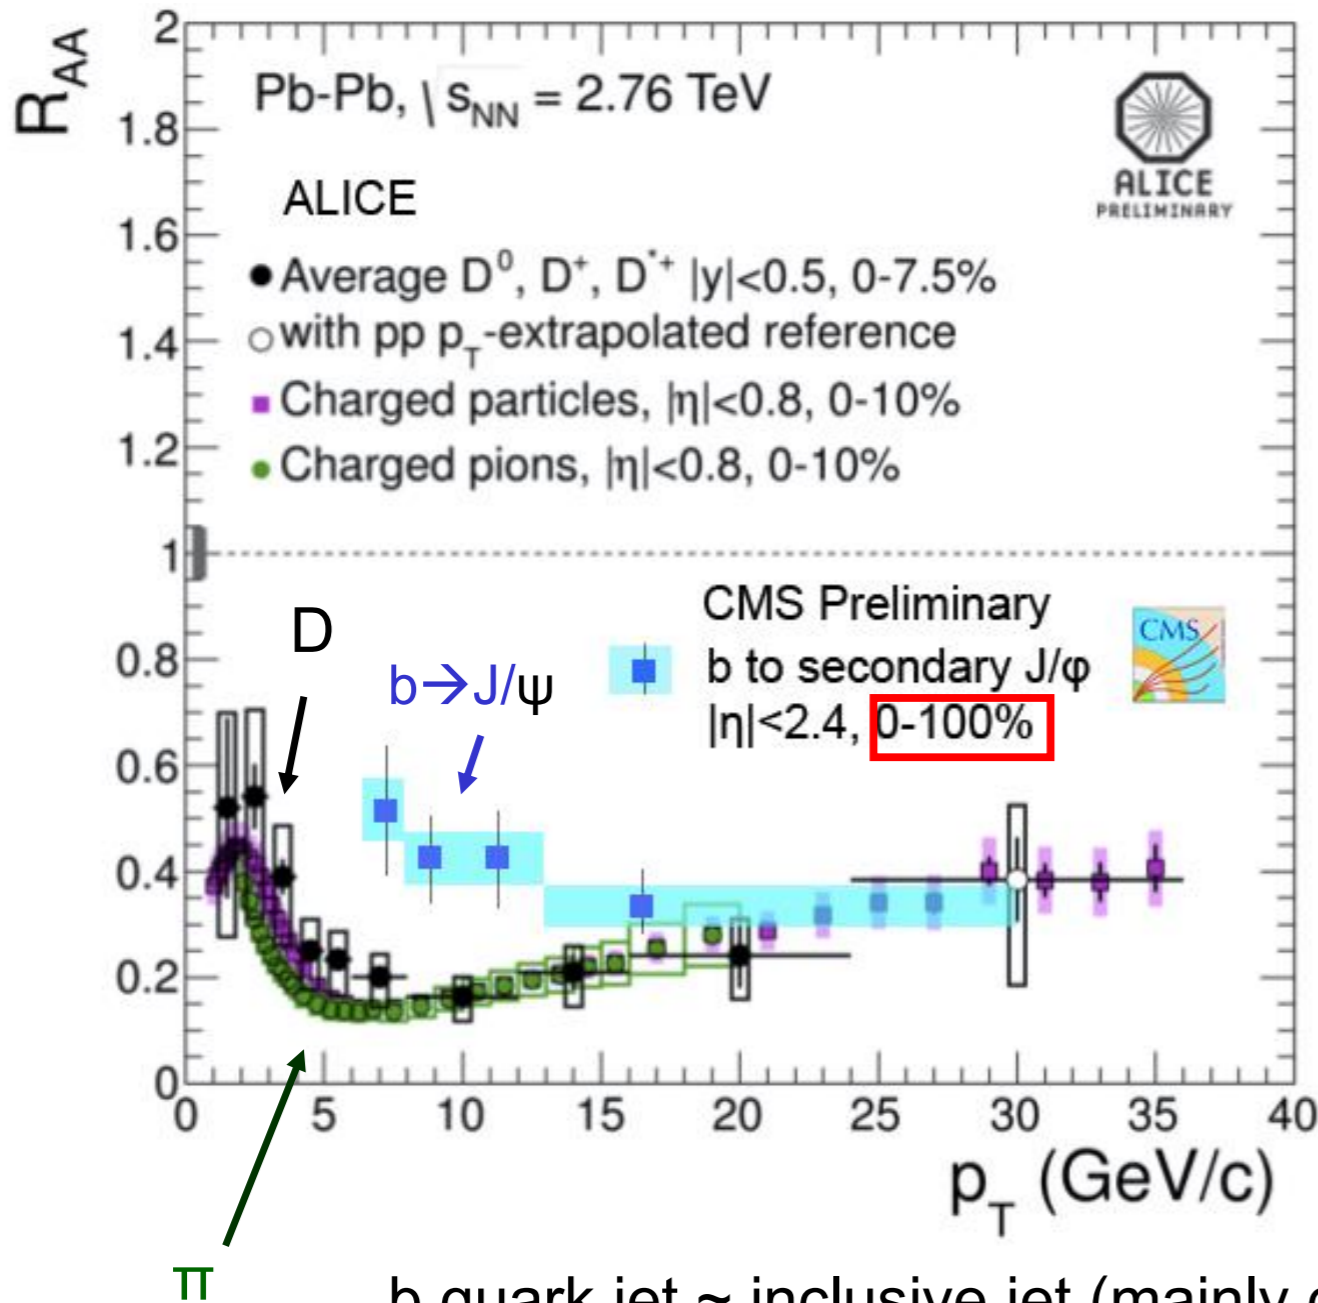 R_AA
2
1.8
1.6
1.4
1.2
1
0.8
0.6
0.4
0.2
0
Pb-Pb, √s_NN = 2.76 TeV
ALICE
ALICE
PRELIMINARY
Average D⁰, D⁺, D*⁺ |y|<0.5, 0-7.5%
with pp p_T-extrapolated reference
Charged particles, |η|<0.8, 0-10%
Charged pions, |η|<0.8, 0-10%
D
b→J/ψ
CMS Preliminary
b to secondary J/φ
|η|<2.4, 0-100%
CMS
0 5 10 15 20 25 30 35 40
p_T (GeV/c)
π
b quark jet ~ inclusive jet (mainly